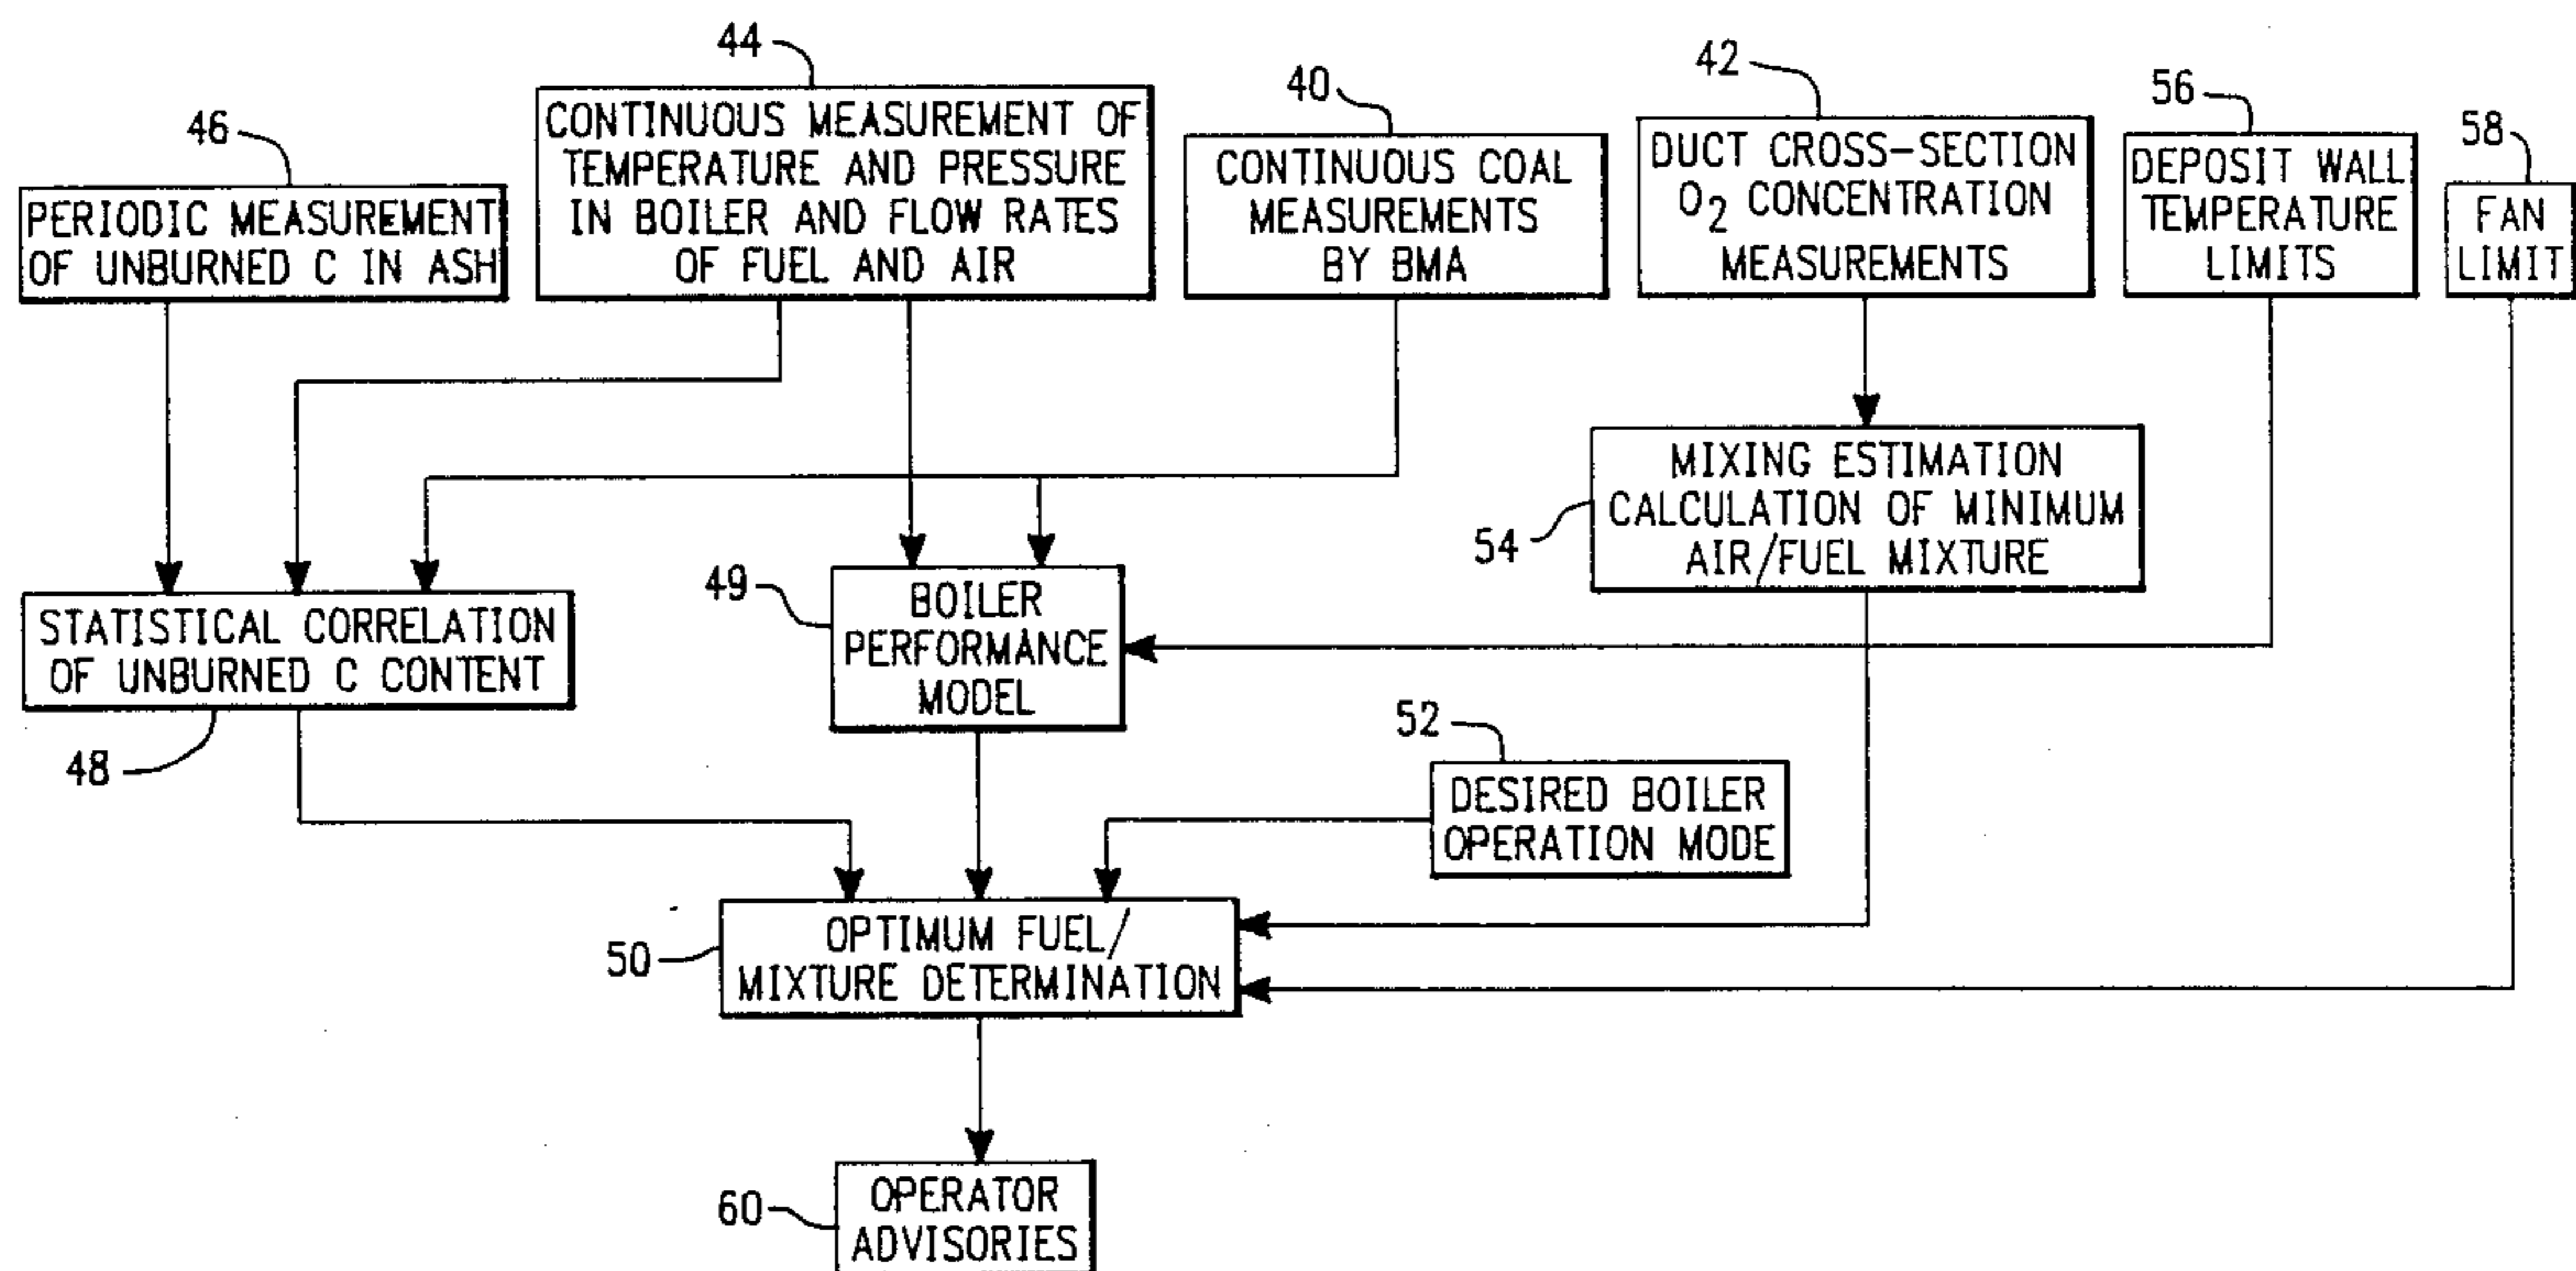 44
CONTINUOUS MEASUREMENT OF
TEMPERATURE AND PRESSURE
IN BOILER AND FLOW RATES
OF FUEL AND AIR
46
PERIODIC MEASUREMENT
OF UNBURNED C IN ASH
40
CONTINUOUS COAL
MEASUREMENTS
BY BMA
42
DUCT CROSS-SECTION
O2 CONCENTRATION
MEASUREMENTS
56
DEPOSIT WALL
TEMPERATURE
LIMITS
58
FAN
LIMIT
54
MIXING ESTIMATION
CALCULATION OF MINIMUM
AIR/FUEL MIXTURE
STATISTICAL CORRELATION
OF UNBURNED C CONTENT
48
49
BOILER
PERFORMANCE
MODEL
52
DESIRED BOILER
OPERATION MODE
50
OPTIMUM FUEL/
MIXTURE DETERMINATION
60
OPERATOR
ADVISORIES